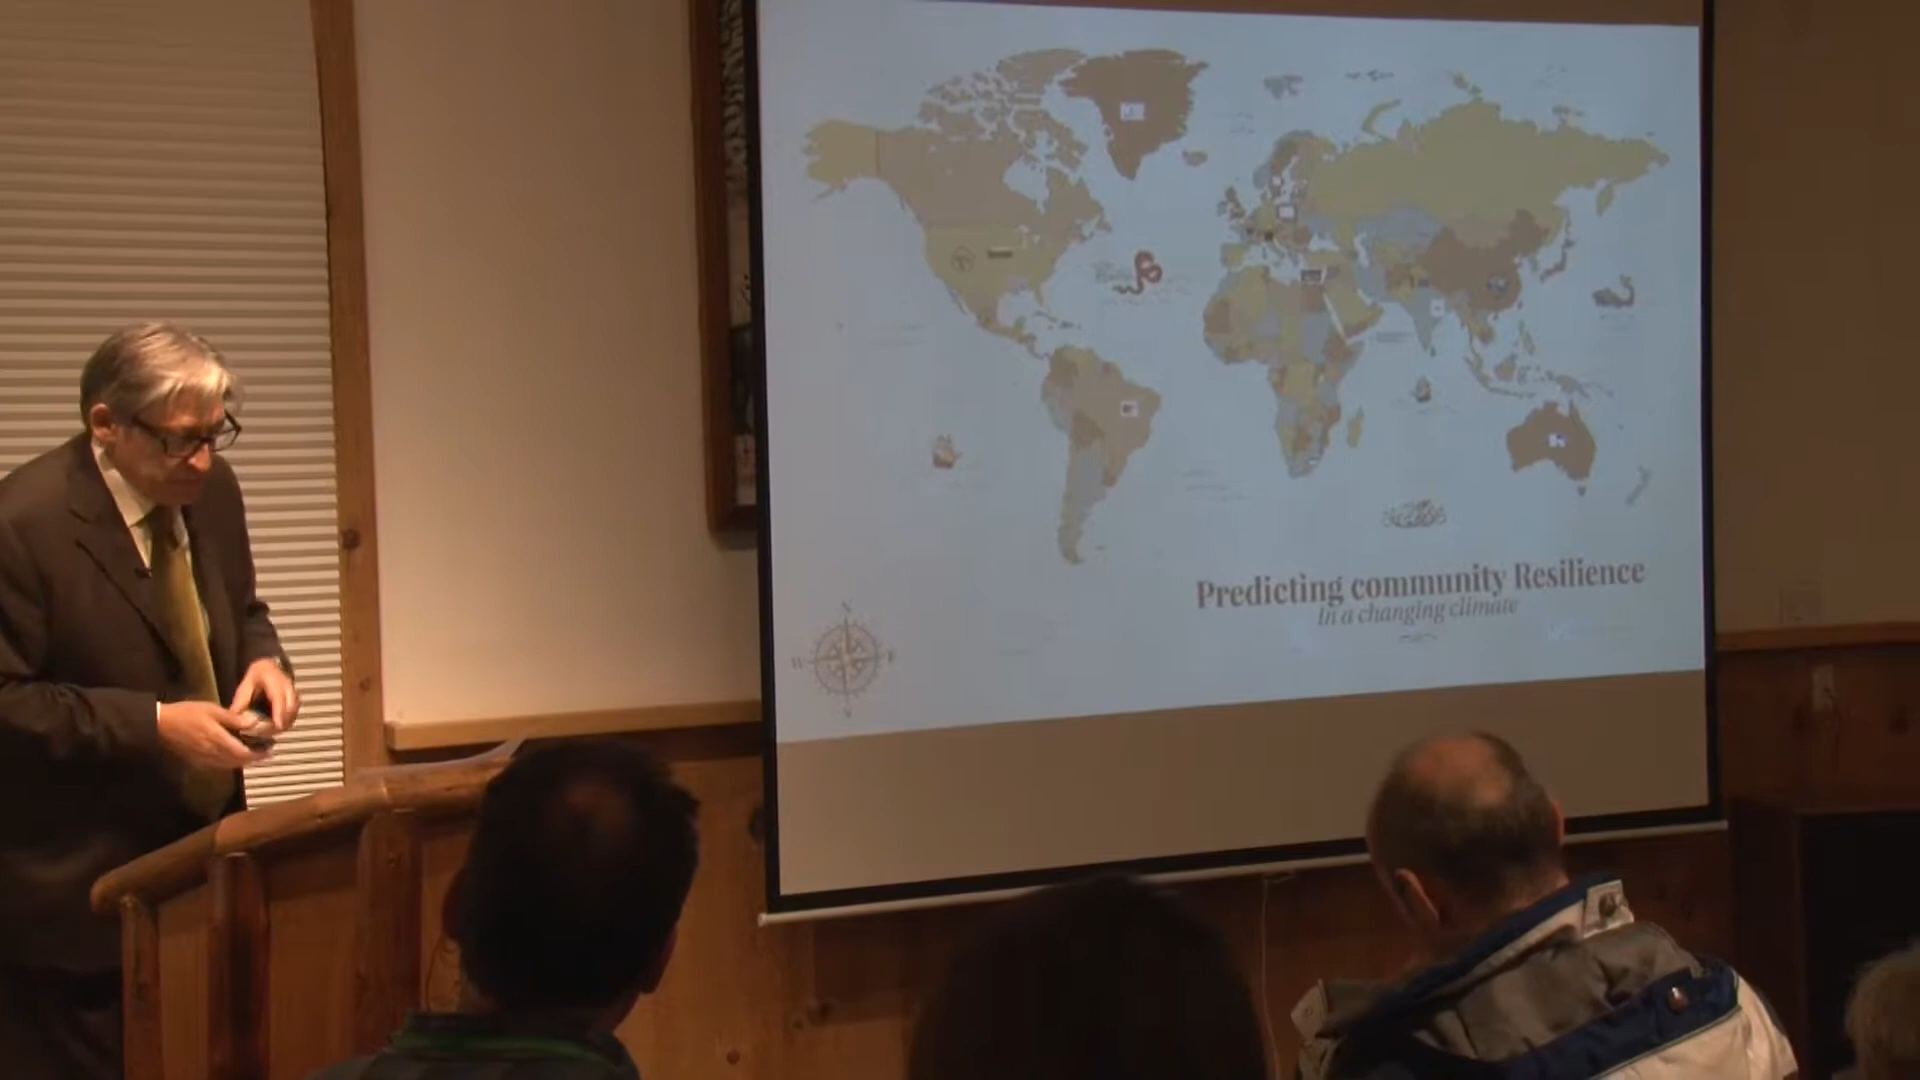 Predicting community Resilience
in a changing climate
N
W E